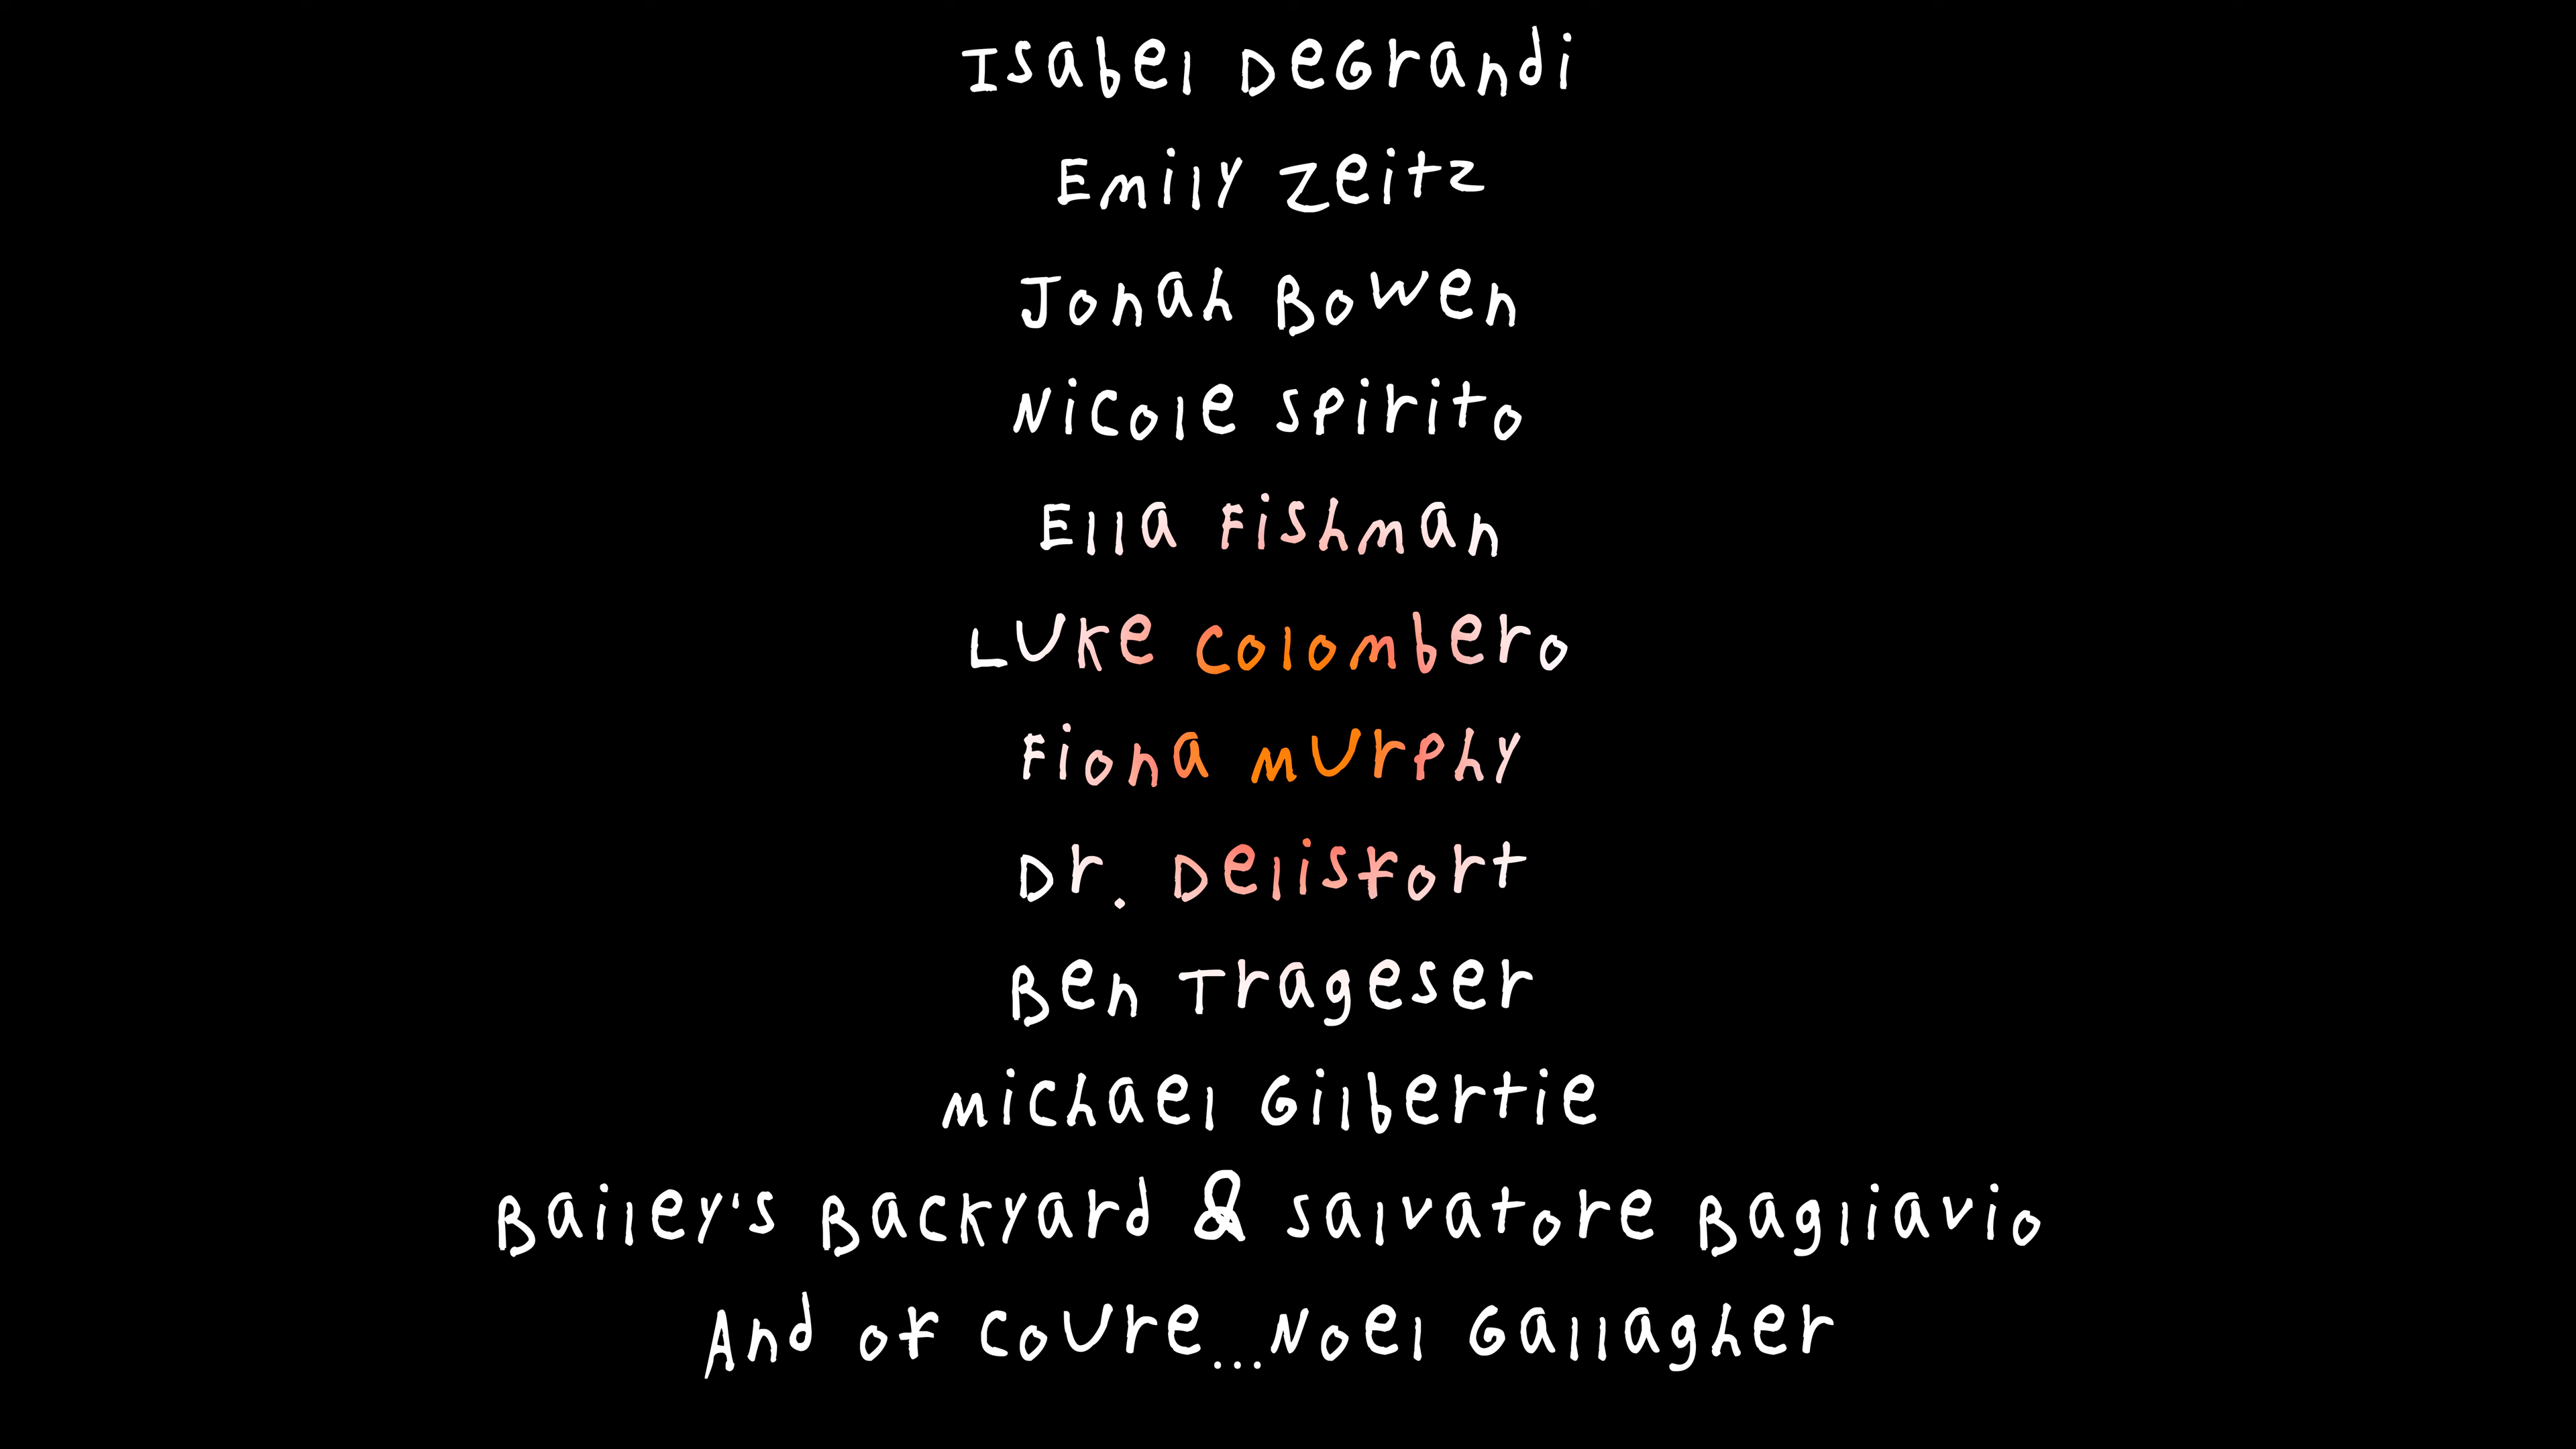 Isabel DeGrandi
Emily Zeitz
Jonah Bowen
Nicole Spirito
Ella Fishman
Luke Colombero
Fiona Murphy
Dr. Delisfort
Ben Trageser
Michael Gilbertie
Bailey's Backyard & Salvatore Bagliavio
And of Coure...Noel Gallagher